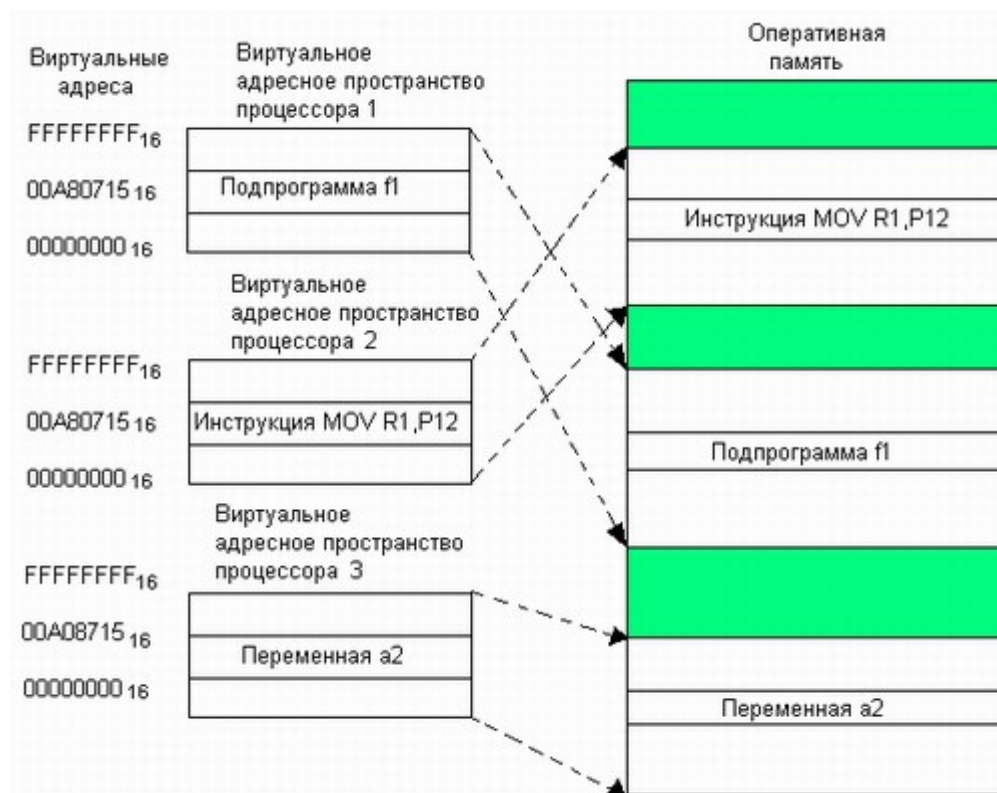 Виртуальные
адреса
Виртуальное
адресное пространство
процессора 1
FFFFFFFF16
00A8071516
Подпрограмма f1
0000000016
Виртуальное
адресное пространство
процессора 2
FFFFFFFF16
00A8071516
Инструкция MOV R1,P12
0000000016
Виртуальное
адресное пространство
процессора 3
FFFFFFFF16
00A0871516
Переменная a2
0000000016
Оперативная
память
Инструкция MOV R1,P12
Подпрограмма f1
Переменная a2